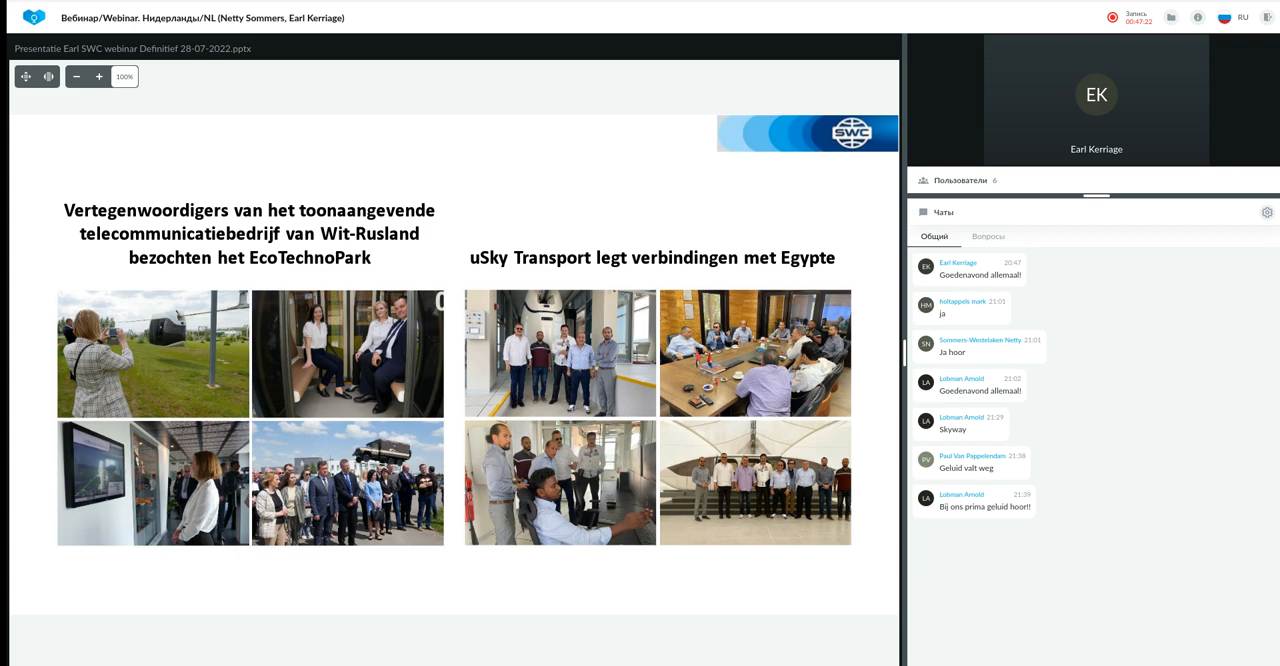 Вебинар/Webinar. Нидерланды/NL (Netty Sommers, Earl Kerriage)
Запись
00:47:22
RU
Presentatie Earl SWC webinar Definitief 28-07-2022.pptx
100%
SWC
Vertegenwoordigers van het toonaangevende
telecommunicatiebedrijf van Wit-Rusland
bezochten het EcoTechnoPark
uSky Transport legt verbindingen met Egypte
EK
Earl Kerriage
Пользователи 6
Чаты
Общий Вопросы
EK Earl Kerriage 20:47
Goedenavond allemaal!
HM holtappels mark 21:01
ja
SN Sommers-Westelaken Netty 21:01
Ja hoor
LA Lobman Arnold 21:02
Goedenavond allemaal!
LA Lobman Arnold 21:29
Skyway
PV Paul Van Pappelendam 21:38
Geluid valt weg
LA Lobman Arnold 21:39
Bij ons prima geluid hoor!!